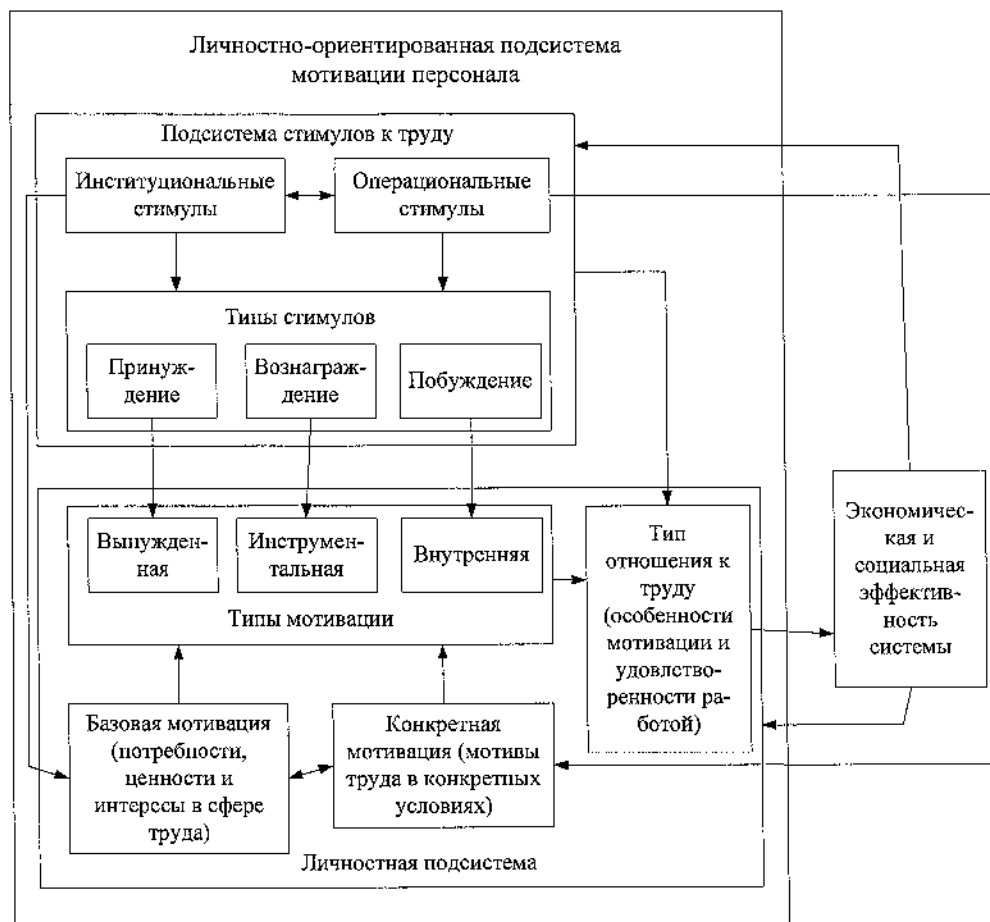 Личностно-ориентированная подсистема
мотивации персонала
Подсистема стимулов к труду
Институциональные
стимулы
Операциональные
стимулы
Типы стимулов
Принуж-
дение
Вознаграж-
дение
Побуждение
Вынужден-
ная
Инструмен-
тальная
Внутренняя
Типы мотивации
Тип
отношения к
труду
(особенности
мотивации и
удовлство-
ренности ра-
ботой)
Экономичес-
кая и
социальная
эффектив-
ность
системы
Базовая мотивация
(потребности,
ценности и
интерссы в сфере
труда)
Конкретная
мотивация (мотивы
труда в конкретных
условиях)
Личностная подсистема